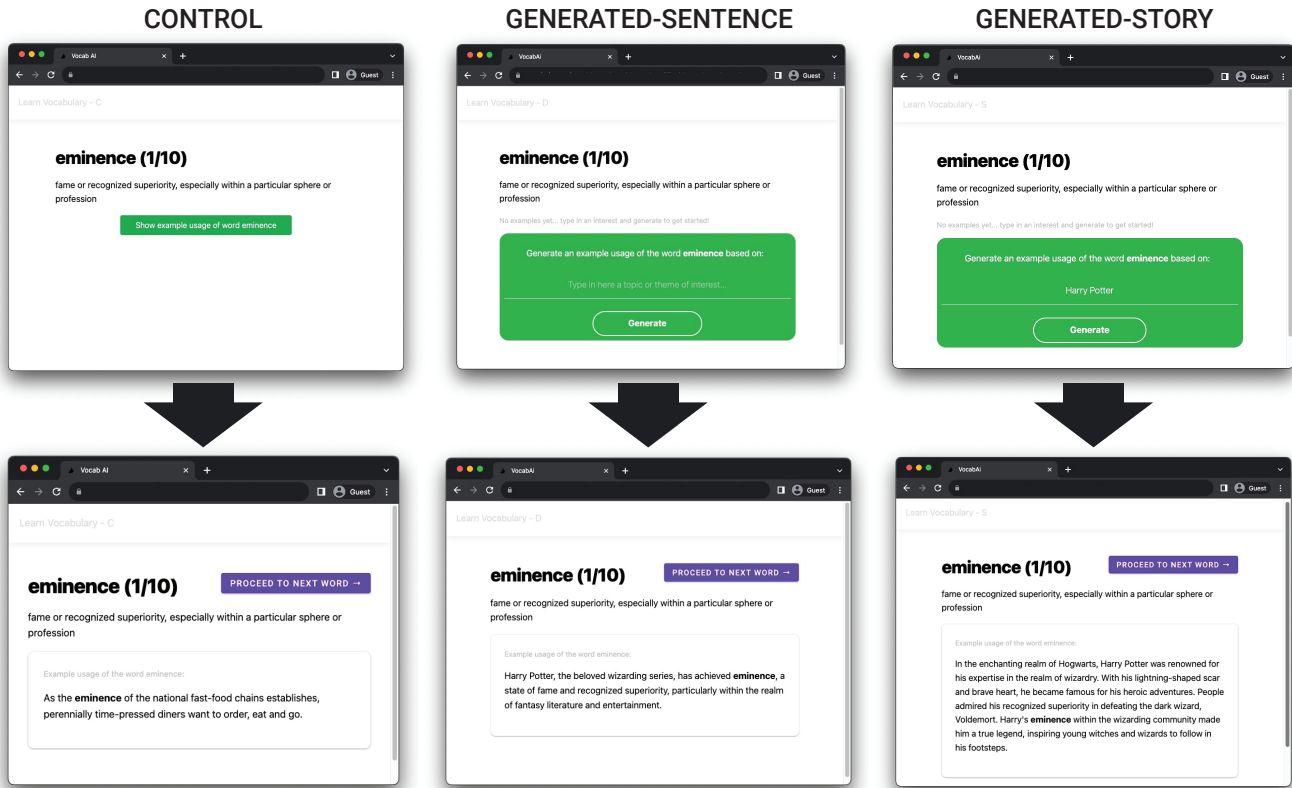 CONTROL
Vocab AI
Guest
Learn Vocabulary - C
eminence (1/10)
fame or recognized superiority, especially within a particular sphere or
profession
Show example usage of word eminence
GENERATED-SENTENCE
VocabAi
Guest
Learn Vocabulary - D
eminence (1/10)
fame or recognized superiority, especially within a particular sphere or
profession
No examples yet... type in an interest and generate to get started!
Generate an example usage of the word eminence based on:
Type in here a topic or theme of interest...
Generate
GENERATED-STORY
VocabAi
Guest
Learn Vocabulary - S
eminence (1/10)
fame or recognized superiority, especially within a particular sphere or
profession
No examples yet... type in an interest and generate to get started!
Generate an example usage of the word eminence based on:
Harry Potter
Generate
Vocab AI
Guest
Learn Vocabulary - C
eminence (1/10)
PROCEED TO NEXT WORD →
fame or recognized superiority, especially within a particular sphere or
profession
Example usage of the word eminence:
As the eminence of the national fast-food chains establishes,
perennially time-pressed diners want to order, eat and go.
VocabAi
Guest
Learn Vocabulary - D
eminence (1/10)
PROCEED TO NEXT WORD →
fame or recognized superiority, especially within a particular sphere or
profession
Example usage of the word eminence:
Harry Potter, the beloved wizarding series, has achieved eminence, a
state of fame and recognized superiority, particularly within the realm
of fantasy literature and entertainment.
VocabAi
Guest
Learn Vocabulary - S
eminence (1/10)
PROCEED TO NEXT WORD →
fame or recognized superiority, especially within a particular sphere or
profession
Example usage of the word eminence:
In the enchanting realm of Hogwarts, Harry Potter was renowned for
his expertise in the realm of wizardry. With his lightning-shaped scar
and brave heart, he became famous for his heroic adventures. People
admired his recognized superiority in defeating the dark wizard,
Voldemort. Harry's eminence within the wizarding community made
him a true legend, inspiring young witches and wizards to follow in
his footsteps.